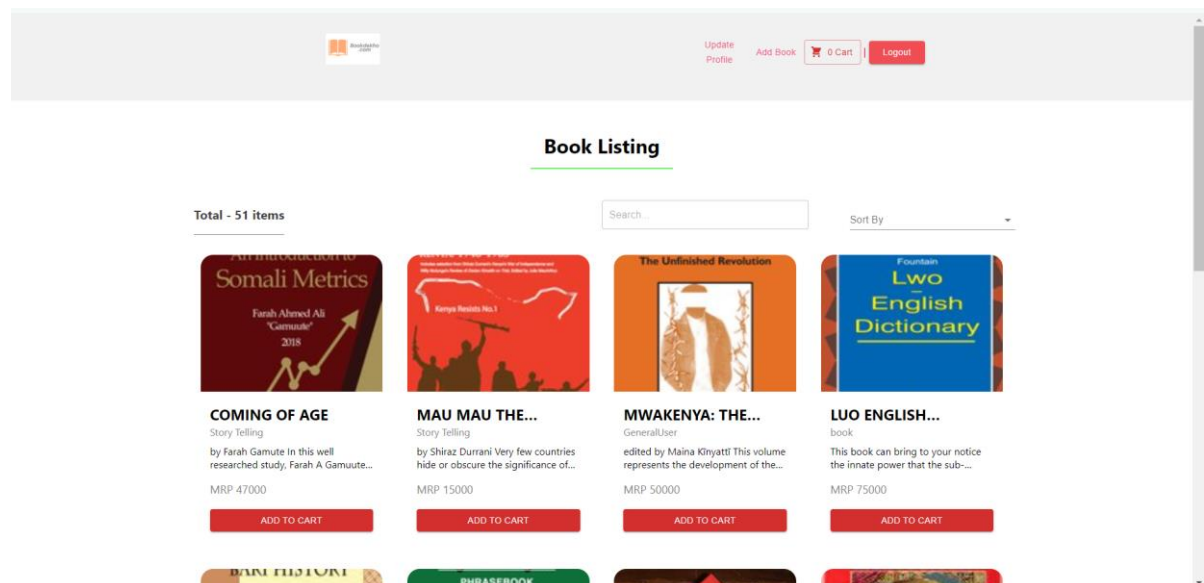 Bookdekho
.com
Update
Profile
Add Book
0 Cart
|
Logout
Book Listing
Total - 51 items
Search...
Sort By
An Introduction to
Somali Metrics
Farah Ahmed Ali
"Gamuute"
2018
Kenya Resists No.1
The Unfinished Revolution
Fountain
Lwo
English
Dictionary
COMING OF AGE
Story Telling
by Farah Gamute In this well
researched study, Farah A Gamuute...
MRP 47000
ADD TO CART
MAU MAU THE...
Story Telling
by Shiraz Durrani Very few countries
hide or obscure the significance of...
MRP 15000
ADD TO CART
MWAKENYA: THE...
GeneralUser
edited by Maina Kĩnyattĩ This volume
represents the development of the...
MRP 50000
ADD TO CART
LUO ENGLISH...
book
This book can bring to your notice
the innate power that the sub-...
MRP 75000
ADD TO CART
BARI HISTORY
PHRASEBOOK